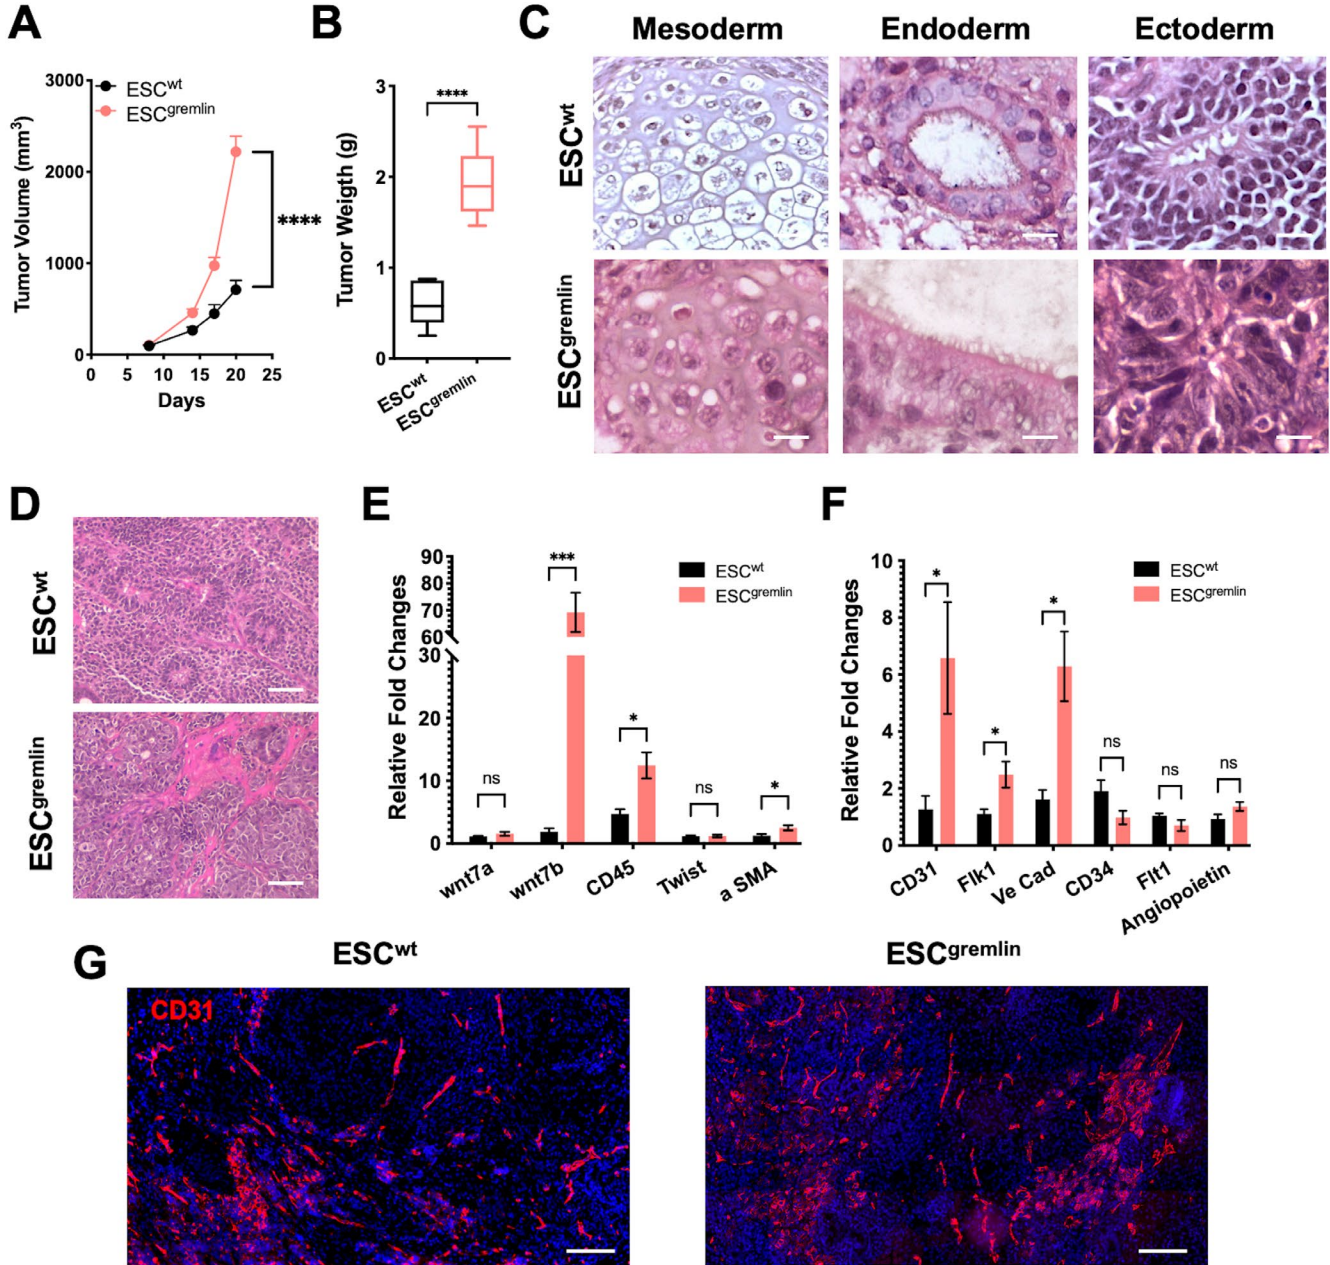 A
3000
2000
1000
0
Tumor Volume (mm³)
ESCwt
ESCgremlin
****
0 5 10 15 20 25
Days
B
3
2
1
0
Tumor Weigth (g)
****
ESCwt
ESCgremlin
C
Mesoderm Endoderm Ectoderm
ESCwt
ESCgremlin
D
ESCwt
ESCgremlin
E
90
80
70
60
30
20
10
0
Relative Fold Changes
ESCwt
ESCgremlin
ns
***
*
ns
*
wnt7a wnt7b CD45 Twist a SMA
F
10
8
6
4
2
0
Relative Fold Changes
ESCwt
ESCgremlin
*
*
*
ns
ns
ns
CD31 Flk1 Ve Cad CD34 Flt1 Angiopoietin
G
ESCwt ESCgremlin
CD31